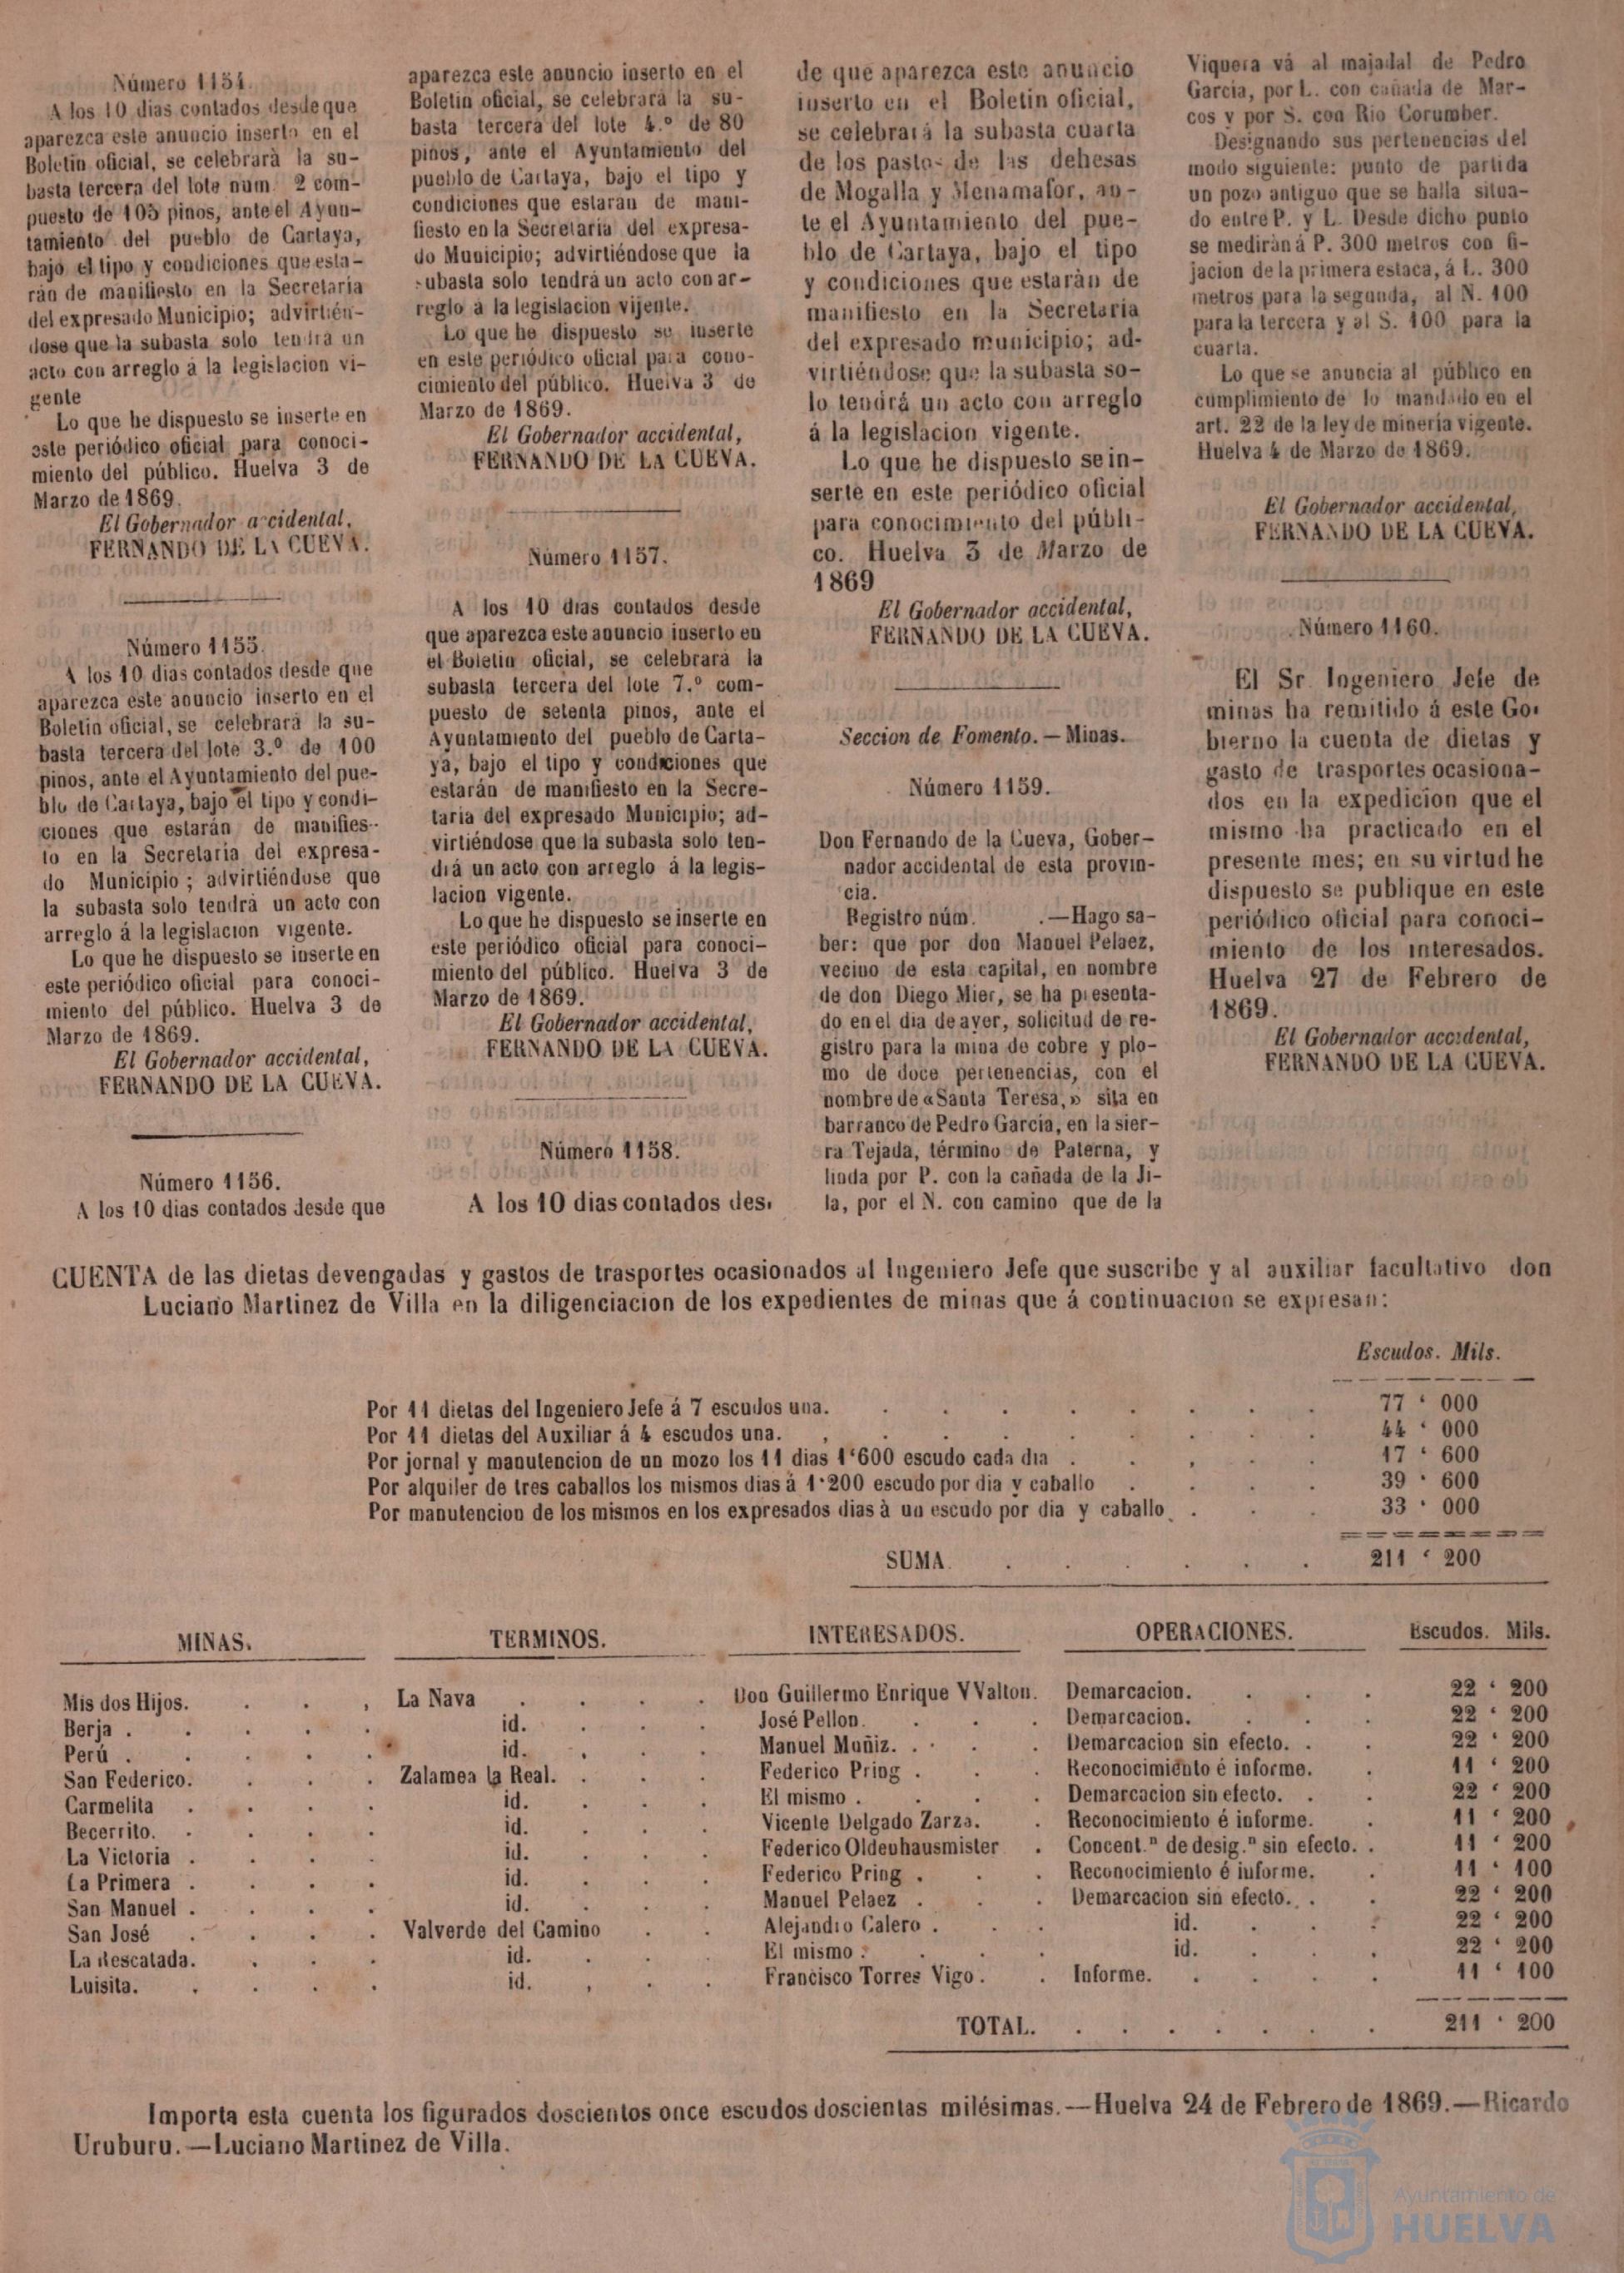 Número 1154.
A los 10 dias contados desde que
aparezca este anuncio inserto en el
Boletin oficial, se celebrarà la su-
basta tercera del lote num. 2 com-
puesto de 105 pinos, ante el Ayun-
tamiento del pueblo de Cartaya,
bajo el tipo y condiciones que esta-
rán de manifiesto en la Secretaría
del expresado Municipio; advirtién-
dose que la subasta solo tendrá un
acto con arreglo á la legislacion vi-
gente
Lo que he dispuesto se inserte en
este periódico oficial para conoci-
miento del público. Huelva 3 de
Marzo de 1869.
El Gobernador accidental,
FERNANDO DE LA CUEVA.
Número 1155.
A los 10 dias contados desde que
aparezca este anuncio inserto en el
Boletin oficial, se celebrará la su-
basta tercera del lote 3.º de 100
pinos, ante el Ayuntamiento del pue-
blo de Cartaya, bajo el tipo y condi-
ciones que estarán de manifies-
to en la Secretaría del expresa-
do Municipio; advirtiéndose que
la subasta solo tendrà un acto con
arreglo á la legislacion vigente.
Lo que he dispuesto se inserte en
este periódico oficial para conoci-
miento del público. Huelva 3 de
Marzo de 1869.
El Gobernador accidental,
FERNANDO DE LA CUEVA.
Número 1156.
A los 10 dias contados desde que
aparezca este anuncio inserto en el
Boletin oficial, se celebrará la su-
basta tercera del lote 4.º de 80
pinos, ante el Ayuntamiento del
pueblo de Cartaya, bajo el tipo y
condiciones que estarán de mani-
fiesto en la Secretaria del expresa-
do Municipio; advirtiéndose que la
subasta solo tendrà un acto con ar-
reglo à la legislacion vijente.
Lo que he dispuesto se inserte
en este periódico oficial para cono-
cimiento del público. Huelva 3 de
Marzo de 1869.
El Gobernador accidental,
FERNANDO DE LA CUEVA.
Número 1157.
A los 10 dias contados desde
que aparezca este anuncio inserto en
el Boletin oficial, se celebrará la
subasta tercera del lote 7.º com-
puesto de setenta pinos, ante el
Ayuntamiento del pueblo de Carta-
ya, bajo el tipo y condiciones que
estarán de manifiesto en la Secre-
taria del expresado Municipio; ad-
virtiéndose que la subasta solo ten-
drá un acto con arreglo á la legis-
lacion vigente.
Lo que he dispuesto se inserte en
este periódico oficial para conoci-
miento del público. Huelva 3 de
Marzo de 1869.
El Gobernador accidental,
FERNANDO DE LA CUEVA.
Número 1158.
A los 10 dias contados des-
de que aparezca este anuncio
inserto en el Boletin oficial,
se celebrará la subasta cuarta
de los pastos de las dehesas
de Mogalla y Menamafor, an-
te el Ayuntamiento del pue-
blo de Cartaya, bajo el tipo
y condiciones que estaràn de
manifiesto en la Secretaria
del expresado municipio; ad-
virtiéndose que la subasta so-
lo tendrá un acto con arreglo
á la legislacion vigente.
Lo que he dispuesto se in-
serte en este periódico oficial
para conocimiento del públi-
co. Huelva 3 de Marzo de
1869
El Gobernador accidental,
FERNANDO DE LA CUEVA.
Seccion de Fomento.—Minas.
Número 1159.
Don Fernando de la Cueva, Gober-
nador accidental de esta provin-
cia.
Registro núm. .—Hago sa-
ber: que por don Manuel Pelaez,
vecino de esta capital, en nombre
de don Diego Mier, se ha presenta-
do en el dia de ayer, solicitud de re-
gistro para la mina de cobre y plo-
mo de doce pertenencias, con el
nombre de «Santa Teresa,» sita en
barranco de Pedro Garcia, en la sier-
ra Tejada, término de Paterna, y
linda por P. con la cañada de la Ji-
la, por el N. con camino que de la
Viquera vá al majadal de Pedro
Garcia, por L. con cañada de Mar-
cos y por S. con Rio Corumber.
Designando sus pertenencias del
modo siguiente: punto de partida
un pozo antiguo que se halla situa-
do entre P. y L. Desde dicho punto
se mediràn á P. 300 metros con fi-
jacion de la primera estaca, á L. 300
metros para la segunda, al N. 100
para la tercera y al S. 100 para la
cuarta.
Lo que se anuncia al público en
cumplimiento de lo mandado en el
art. 22 de la ley de minería vigente.
Huelva 4 de Marzo de 1869.
El Gobernador accidental,
FERNANDO DE LA CUEVA.
Número 1160.
El Sr. Ingeniero Jefe de
minas ha remitido á este Go-
bierno la cuenta de dietas y
gasto de trasportes ocasiona-
dos en la expedicion que el
mismo ha practicado en el
presente mes; en su virtud he
dispuesto se publique en este
periódico oficial para conoci-
miento de los interesados.
Huelva 27 de Febrero de
1869.
El Gobernador accidental,
FERNANDO DE LA CUEVA.
CUENTA de las dietas devengadas y gastos de trasportes ocasionados al Ingeniero Jefe que suscribe y al auxiliar facultativo don
Luciano Martinez de Villa en la diligenciacion de los expedientes de minas que á continuacion se expresan:
Escudos. Mils.
Por 11 dietas del Ingeniero Jefe á 7 escudos una. 77 ‘ 000
Por 11 dietas del Auxiliar á 4 escudos una. 44 ‘ 000
Por jornal y manutencion de un mozo los 11 dias 1‘600 escudo cada dia 17 ‘ 600
Por alquiler de tres caballos los mismos dias à 1‘200 escudo por dia y caballo 39 ‘ 600
Por manutencion de los mismos en los expresados dias à un escudo por dia y caballo 33 ‘ 000
SUMA. 211 ‘ 200
MINAS. TERMINOS. INTERESADOS. OPERACIONES. Escudos. Mils.
Mis dos Hijos. La Nava Don Guillermo Enrique VValton. Demarcacion. 22 ‘ 200
Berja. id. José Pellon. Demarcacion. 22 ‘ 200
Perú. id. Manuel Muñiz. Demarcacion sin efecto. 22 ‘ 200
San Federico. Zalamea la Real. Federico Pring. Reconocimiento é informe. 11 ‘ 200
Carmelita id. El mismo. Demarcacion sin efecto. 22 ‘ 200
Becerrito. id. Vicente Delgado Zarza. Reconocimiento é informe. 11 ‘ 200
La Victoria. id. Federico Oldenhausmister. Concent.n de desig.n sin efecto. 11 ‘ 200
La Primera. id. Federico Pring. Reconocimiento é informe. 11 ‘ 100
San Manuel. id. Manuel Pelaez. Demarcacion sin efecto. 22 ‘ 200
San José. Valverde del Camino Alejandro Calero. id. 22 ‘ 200
La Rescatada. id. El mismo. id. 22 ‘ 200
Luisita. id. Francisco Torres Vigo. Informe. 11 ‘ 100
TOTAL. 211 ‘ 200
Importa esta cuenta los figurados doscientos once escudos doscientas milésimas.—Huelva 24 de Febrero de 1869.—Ricardo
Uruburu.—Luciano Martinez de Villa.
Ayuntamiento de
HUELVA